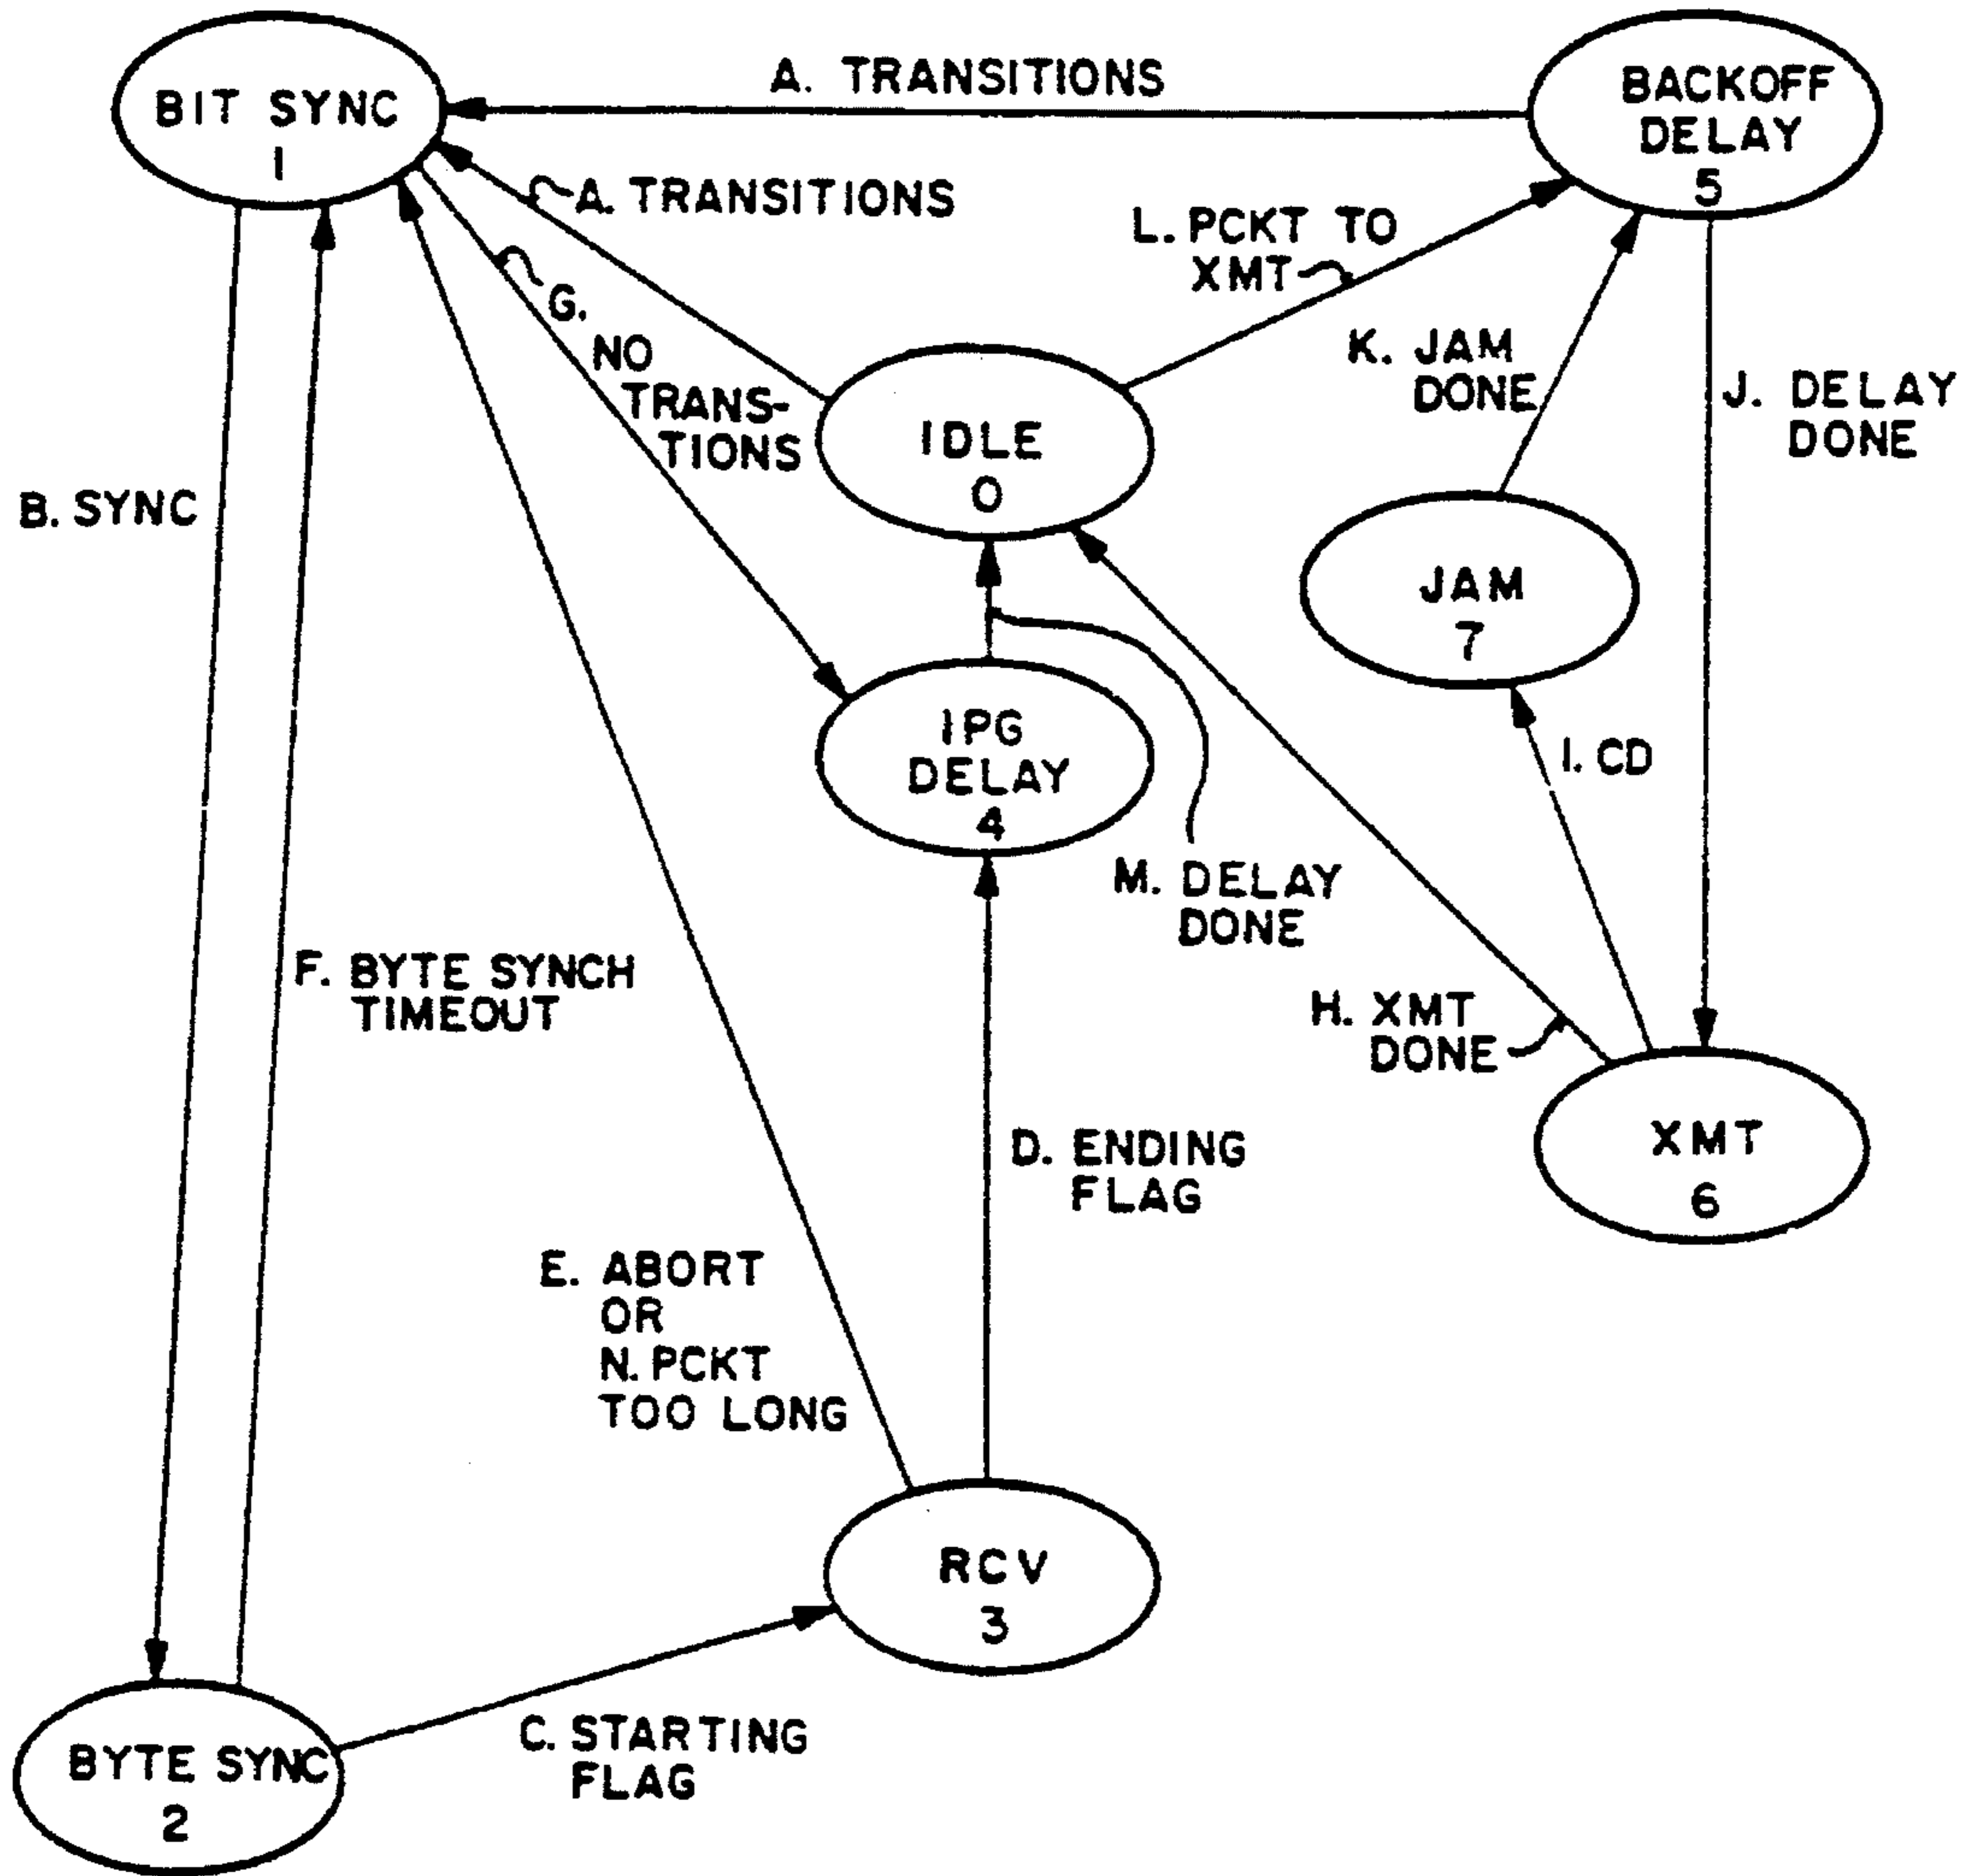 BIT SYNC
1
A. TRANSITIONS
BACKOFF
DELAY
5
A. TRANSITIONS
L. PCKT TO
XMT
G.
NO
TRANS-
TIONS
K. JAM
DONE
J. DELAY
DONE
IDLE
0
B. SYNC
JAM
7
IPG
DELAY
4
I. CD
M. DELAY
DONE
F. BYTE SYNCH
TIMEOUT
H. XMT
DONE
D. ENDING
FLAG
XMT
6
E. ABORT
OR
N. PCKT
TOO LONG
RCV
3
C. STARTING
FLAG
BYTE SYNC
2